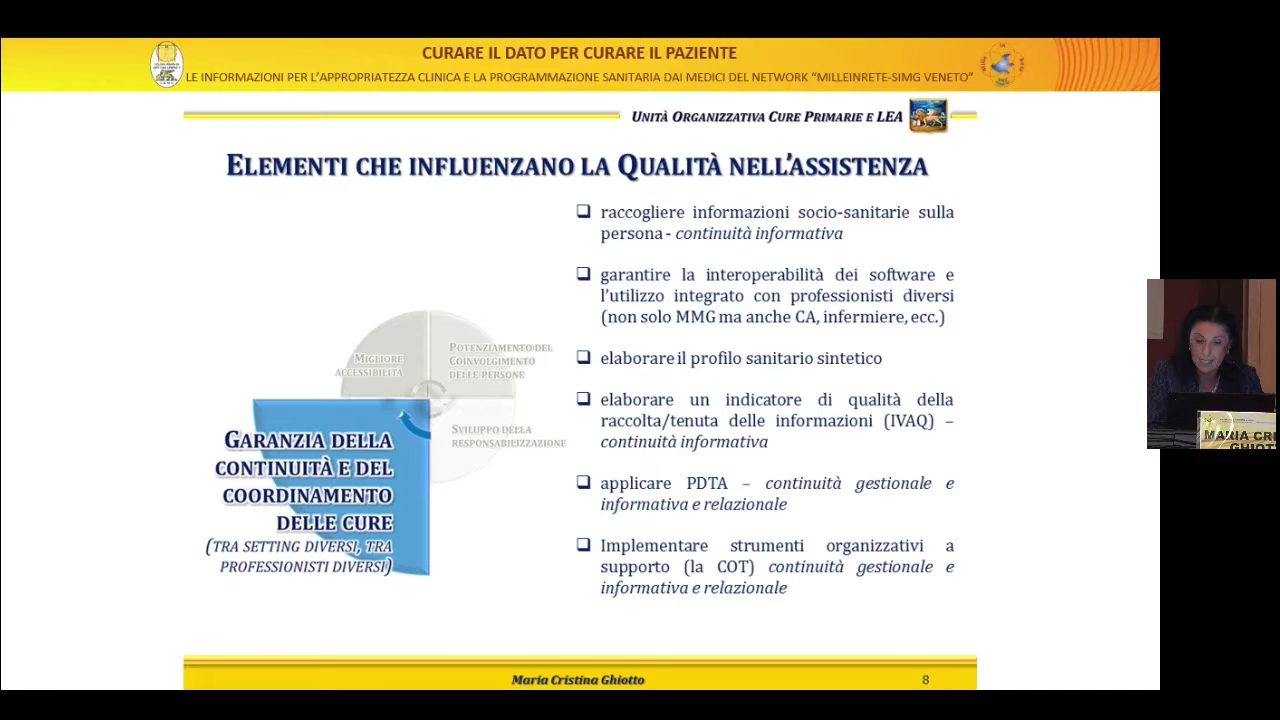 CURARE IL DATO PER CURARE IL PAZIENTE
LE INFORMAZIONI PER L'APPROPRIATEZZA CLINICA E LA PROGRAMMAZIONE SANITARIA DAI MEDICI DEL NETWORK "MILLEINRETE-SIMG VENETO"
UNITÀ ORGANIZZATIVA CURE PRIMARIE E LEA
ELEMENTI CHE INFLUENZANO LA QUALITÀ NELL'ASSISTENZA
MIGLIORE
ACCESSIBILITÀ
POTENZIAMENTO DEL
COINVOLGIMENTO
DELLE PERSONE
SVILUPPO DELLA
RESPONSABILIZZAZIONE
GARANZIA DELLA
CONTINUITÀ E DEL
COORDINAMENTO
DELLE CURE
(TRA SETTING DIVERSI, TRA
PROFESSIONISTI DIVERSI)
raccogliere informazioni socio-sanitarie sulla
persona - continuità informativa
garantire la interoperabilità dei software e
l'utilizzo integrato con professionisti diversi
(non solo MMG ma anche CA, infermiere, ecc.)
elaborare il profilo sanitario sintetico
elaborare un indicatore di qualità della
raccolta/tenuta delle informazioni (IVAQ) –
continuità informativa
applicare PDTA – continuità gestionale e
informativa e relazionale
Implementare strumenti organizzativi a
supporto (la COT) continuità gestionale e
informativa e relazionale
Maria Cristina Ghiotto
8
MARIA CRI
GHIOT